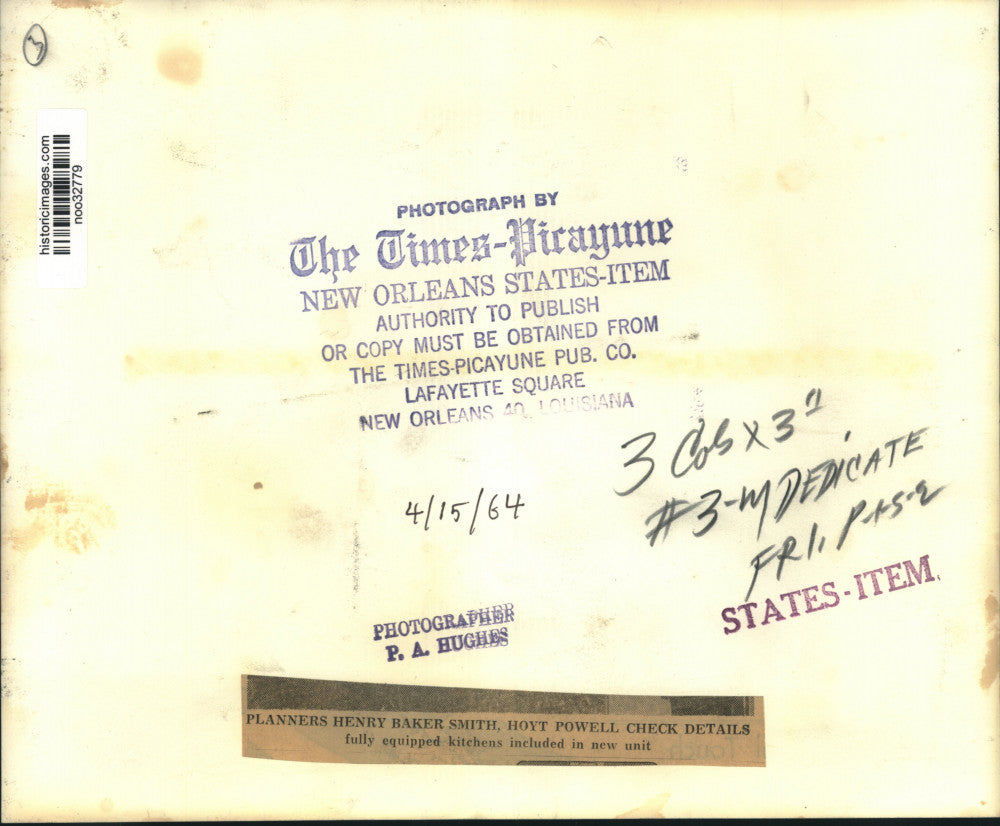 3
historicimages.com
noo32779
PHOTOGRAPH BY
The Times-Picayune
NEW ORLEANS STATES-ITEM
AUTHORITY TO PUBLISH
OR COPY MUST BE OBTAINED FROM
THE TIMES-PICAYUNE PUB. CO.
LAFAYETTE SQUARE
NEW ORLEANS 40, LOUISIANA
3 Cols x 3"
#3-M DEDICATE
FRI.
4/15/64
STATES-ITEM.
PHOTOGRAPHER
P. A. HUGHES
PLANNERS HENRY BAKER SMITH, HOYT POWELL CHECK DETAILS
fully equipped kitchens included in new unit